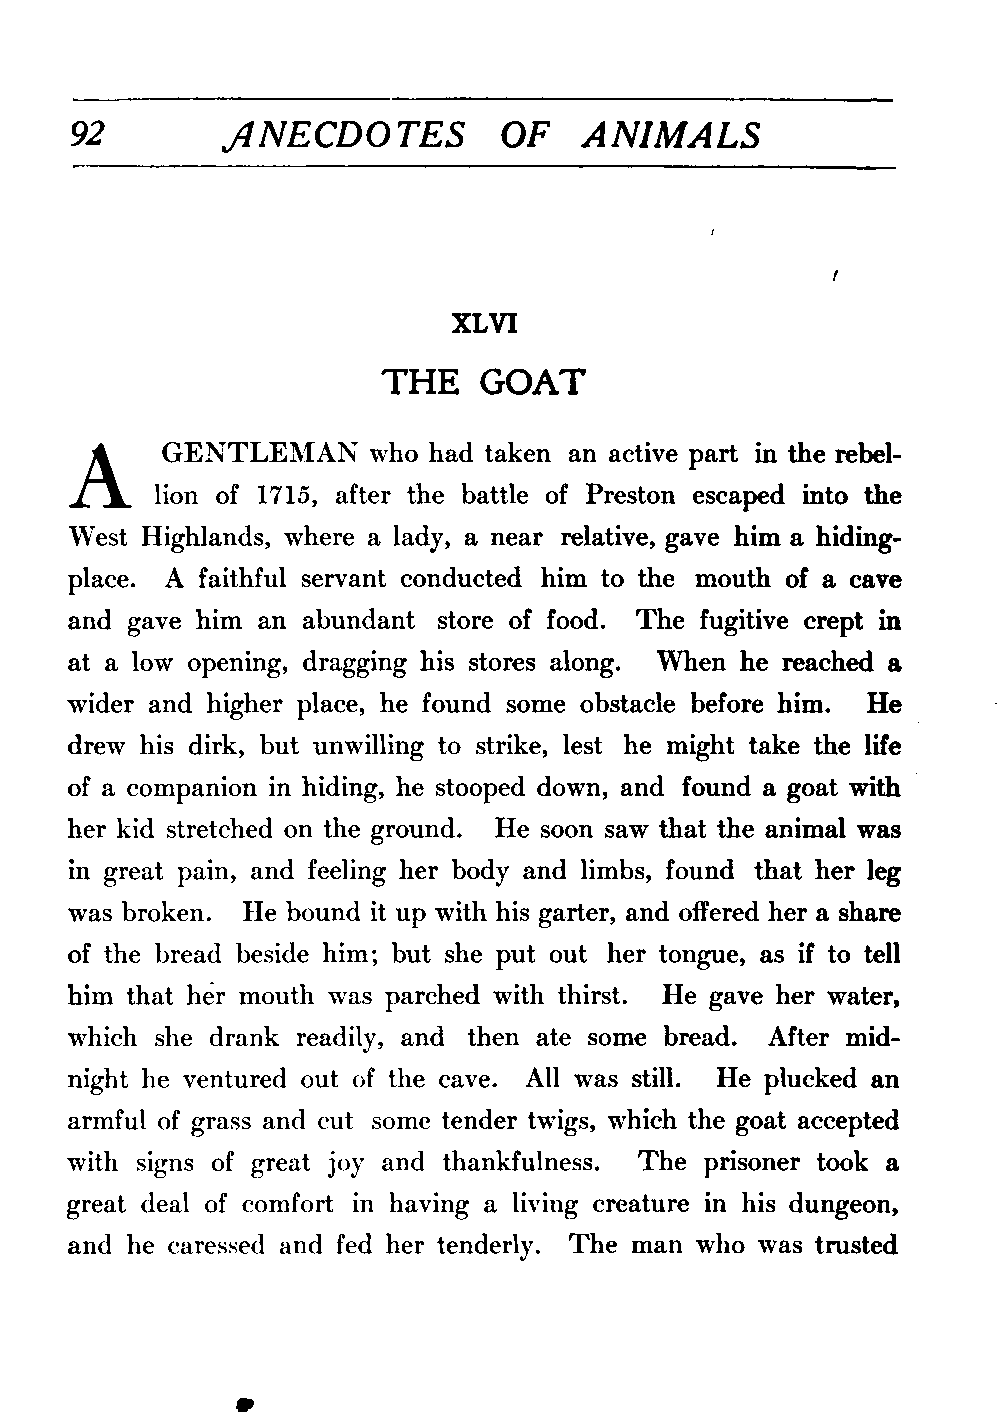 92 ANECDOTES OF ANIMALS
XLVI
THE GOAT
A GENTLEMAN who had taken an active part in the rebel-
lion of 1715, after the battle of Preston escaped into the
West Highlands, where a lady, a near relative, gave him a hiding-
place. A faithful servant conducted him to the mouth of a cave
and gave him an abundant store of food. The fugitive crept in
at a low opening, dragging his stores along. When he reached a
wider and higher place, he found some obstacle before him. He
drew his dirk, but unwilling to strike, lest he might take the life
of a companion in hiding, he stooped down, and found a goat with
her kid stretched on the ground. He soon saw that the animal was
in great pain, and feeling her body and limbs, found that her leg
was broken. He bound it up with his garter, and offered her a share
of the bread beside him; but she put out her tongue, as if to tell
him that her mouth was parched with thirst. He gave her water,
which she drank readily, and then ate some bread. After mid-
night he ventured out of the cave. All was still. He plucked an
armful of grass and cut some tender twigs, which the goat accepted
with signs of great joy and thankfulness. The prisoner took a
great deal of comfort in having a living creature in his dungeon,
and he caressed and fed her tenderly. The man who was trusted